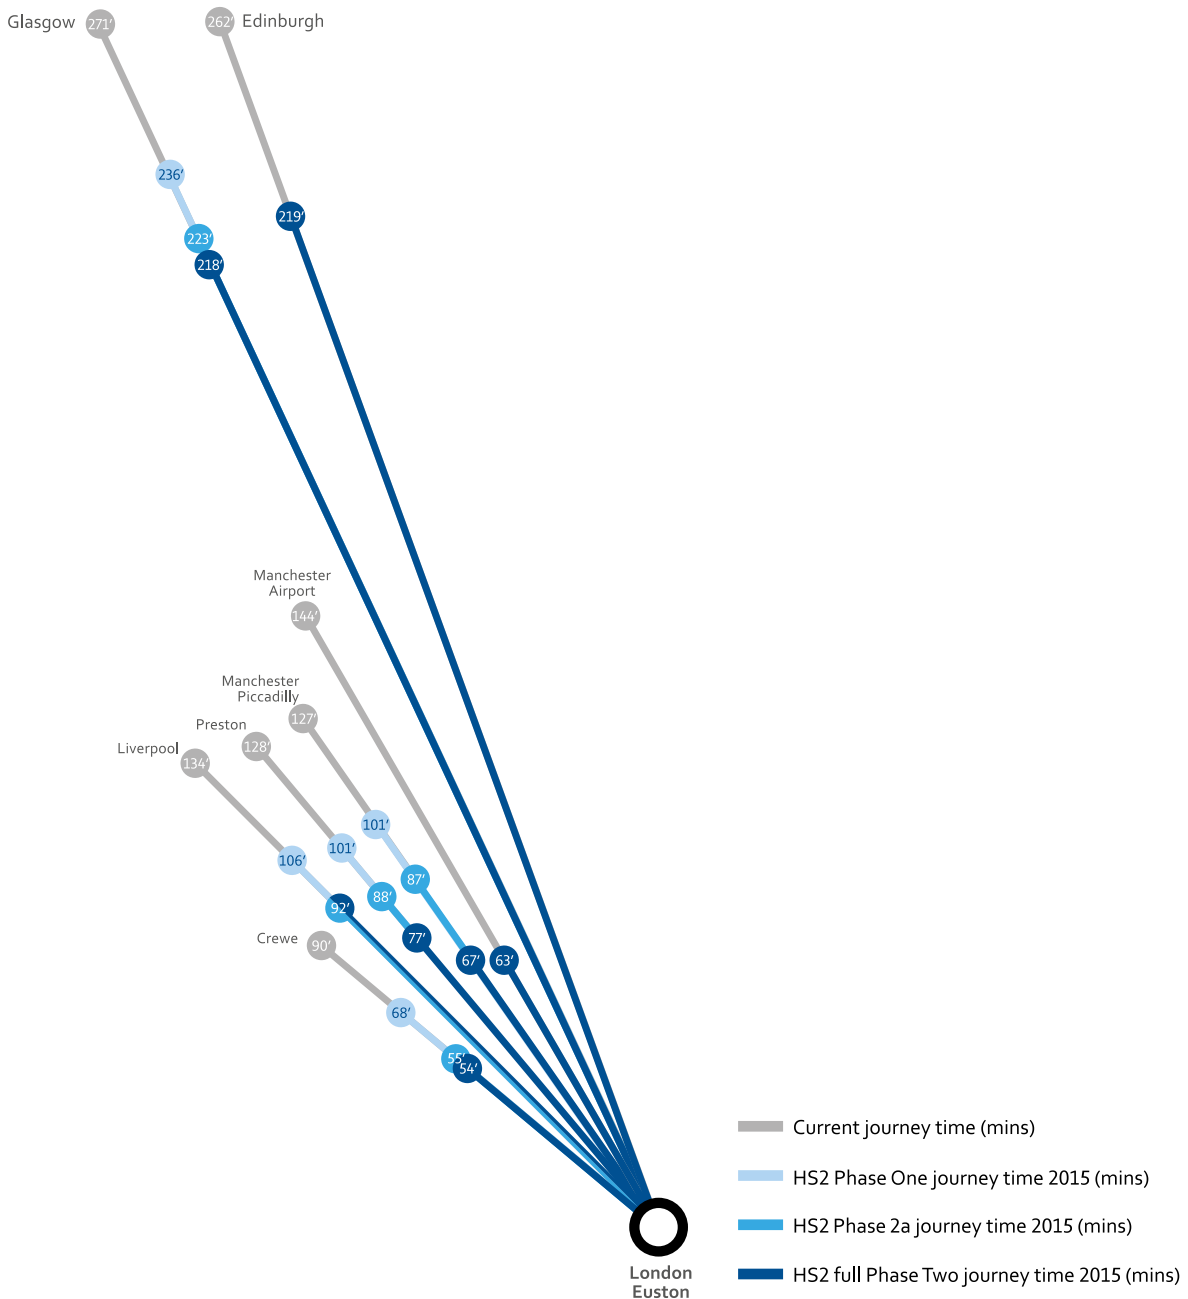 Glasgow
271′
262′
Edinburgh
236′
219′
223′
218′
Manchester
Airport
144′
Manchester
Piccadilly
127′
Preston
128′
Liverpool
134′
101′
101′
106′
87′
88′
92′
77′
67′
63′
Crewe
90′
68′
55′
54′
London
Euston
Current journey time (mins)
HS2 Phase One journey time 2015 (mins)
HS2 Phase 2a journey time 2015 (mins)
HS2 full Phase Two journey time 2015 (mins)